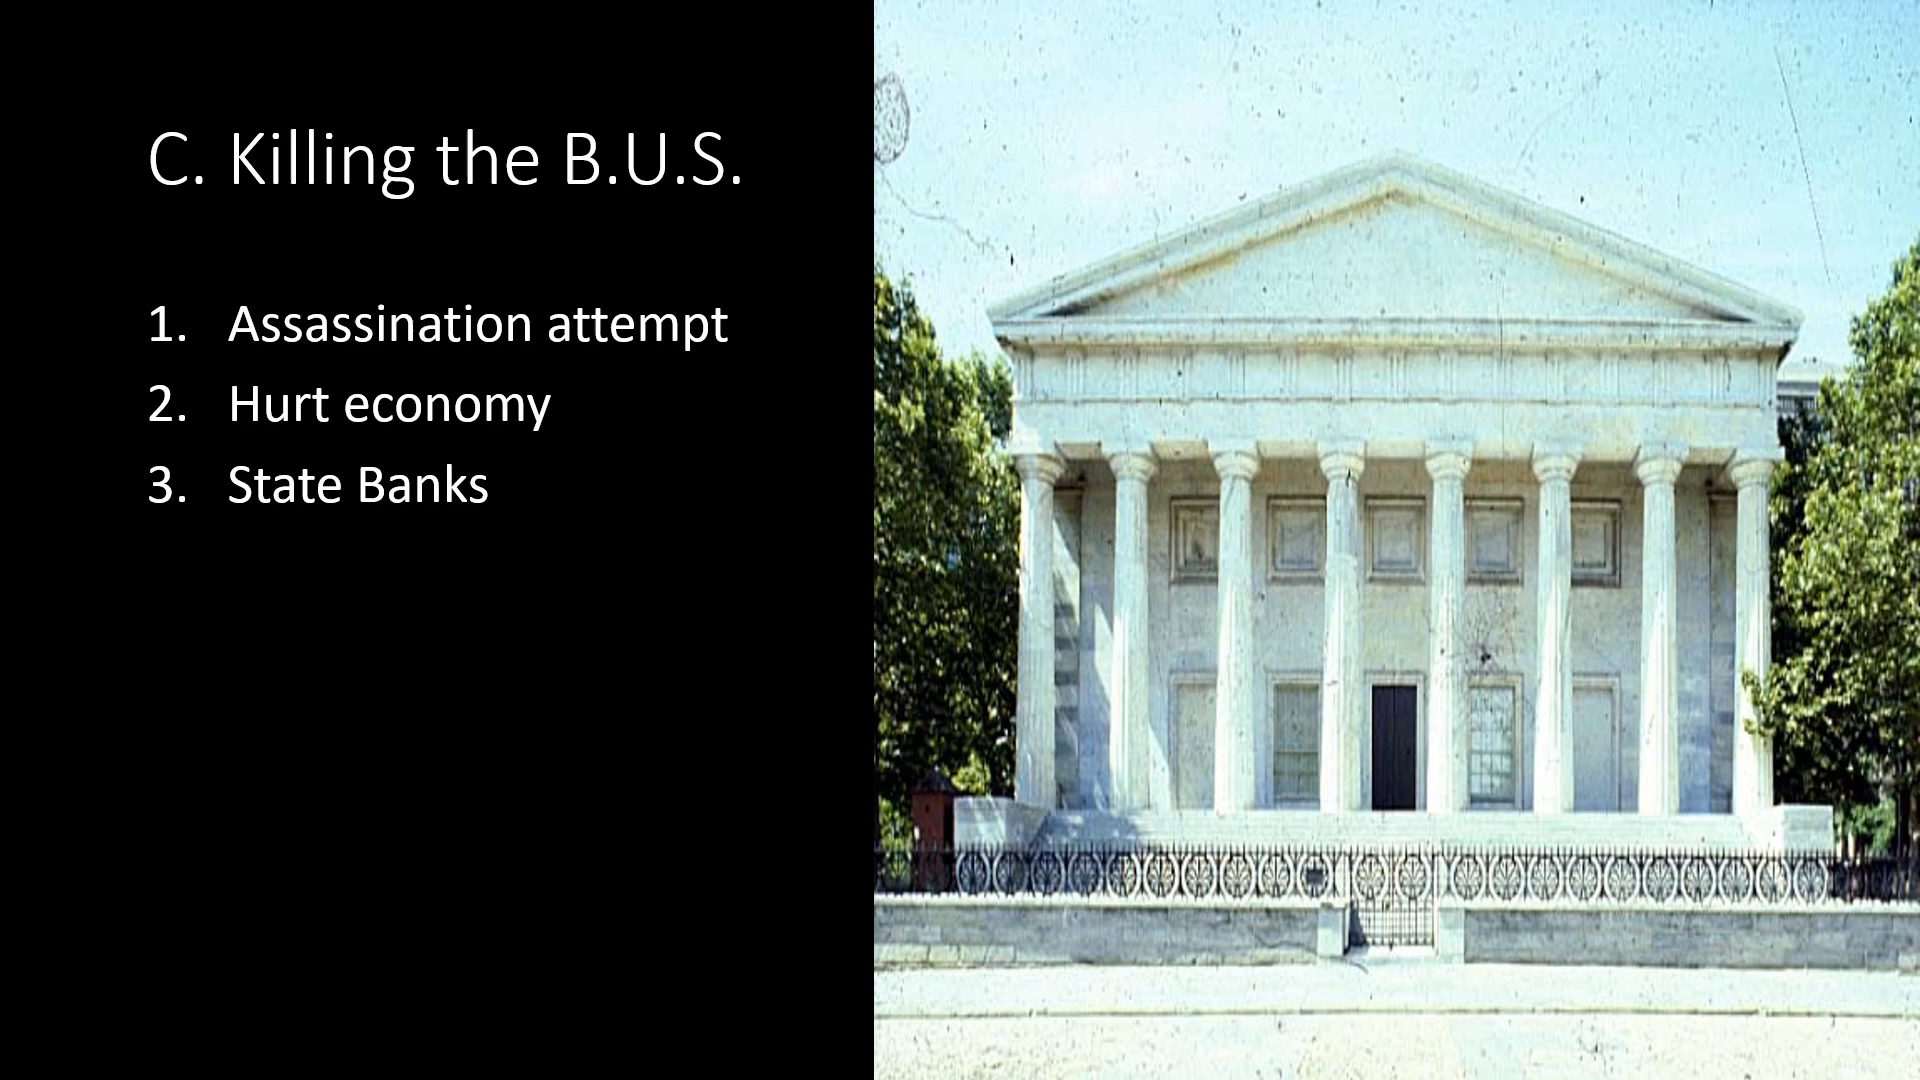 C. Killing the B.U.S.
1. Assassination attempt
2. Hurt economy
3. State Banks